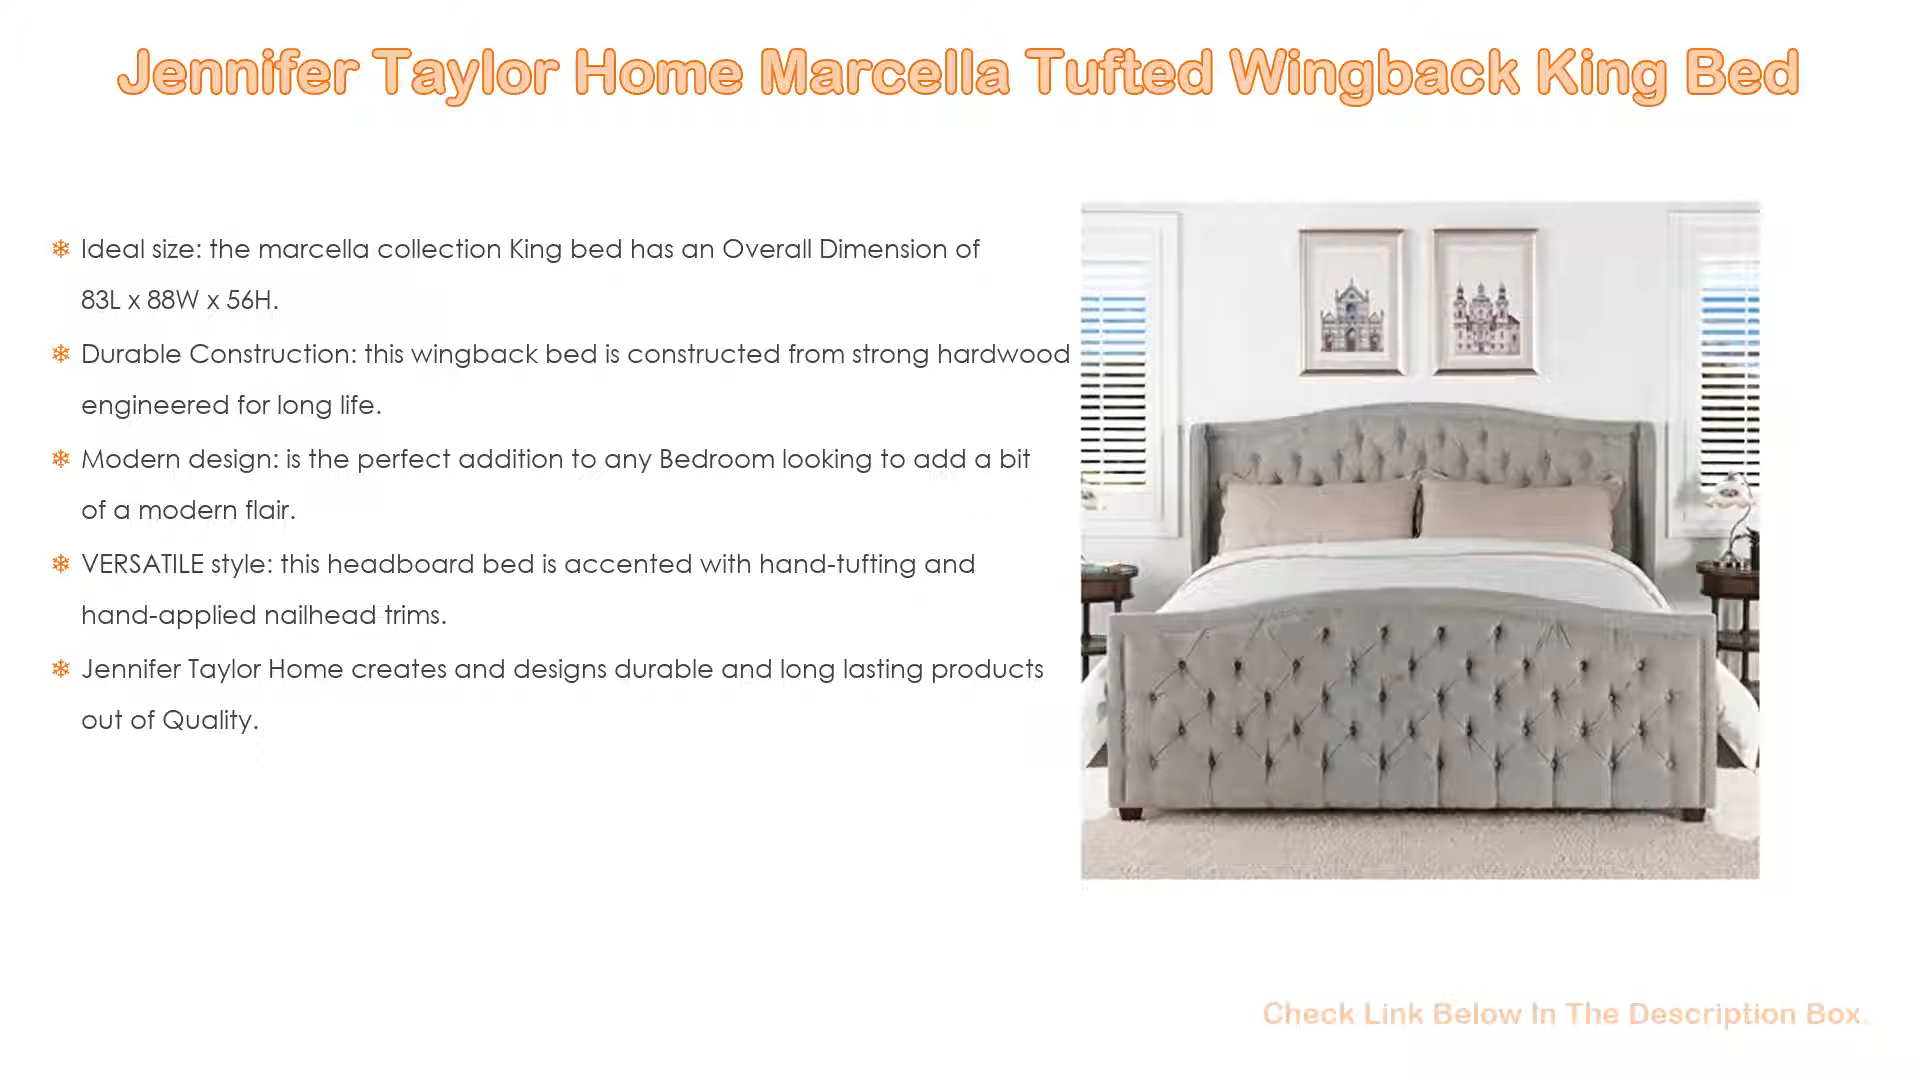 Jennifer Taylor Home Marcella Tufted Wingback King Bed
Ideal size: the marcella collection King bed has an Overall Dimension of
83L x 88W x 56H.
Durable Construction: this wingback bed is constructed from strong hardwood
engineered for long life.
Modern design: is the perfect addition to any Bedroom looking to add a bit
of a modern flair.
VERSATILE style: this headboard bed is accented with hand-tufting and
hand-applied nailhead trims.
Jennifer Taylor Home creates and designs durable and long lasting products
out of Quality.
Check Link Below In The Description Box.